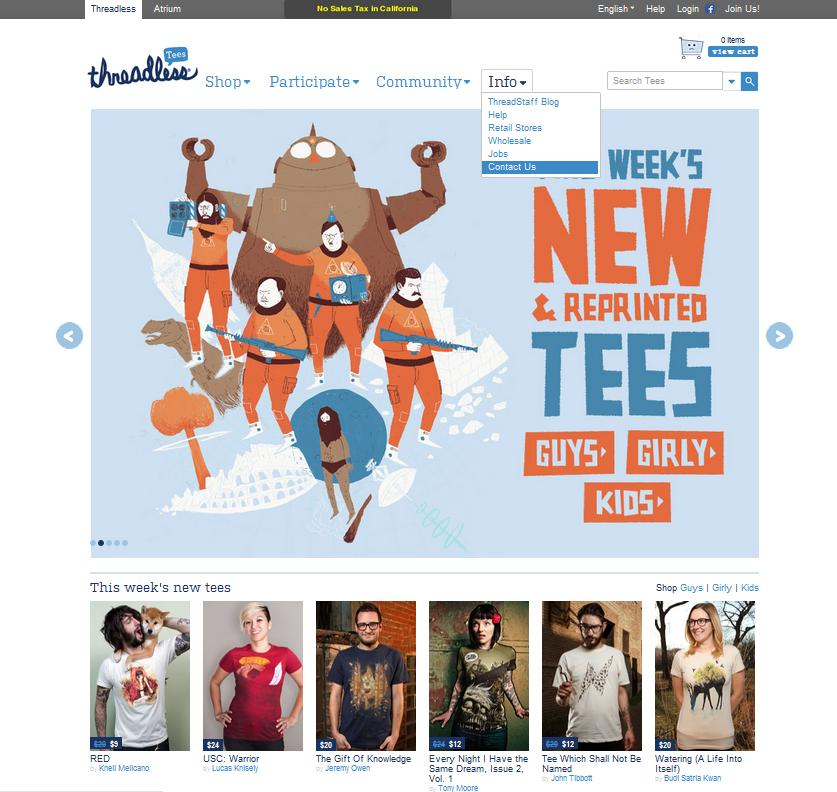 Threadless
Atrium
No Sales Tax in California
English
Help
Login
Join Us!
0 Items
view cart
threadless
Tees
Shop
Participate
Community
Info
Search Tees
ThreadStaff Blog
Help
Retail Stores
Wholesale
Jobs
Contact Us
WEEK'S
NEW
& REPRINTED
TEES
GUYS
GIRLY
KIDS
This week's new tees
Shop Guys | Girly | Kids
$20 $9
RED
by Knell Melicano
$24
USC: Warrior
by Lucas Knisely
$20
The Gift Of Knowledge
by Jeremy Owen
$24 $12
Every Night I Have the
Same Dream, Issue 2,
Vol. 1
by Tony Moore
$20 $12
Tee Which Shall Not Be
Named
by John Tibbott
$20
Watering (A Life Into
Itself)
by Budi Satria Kwan